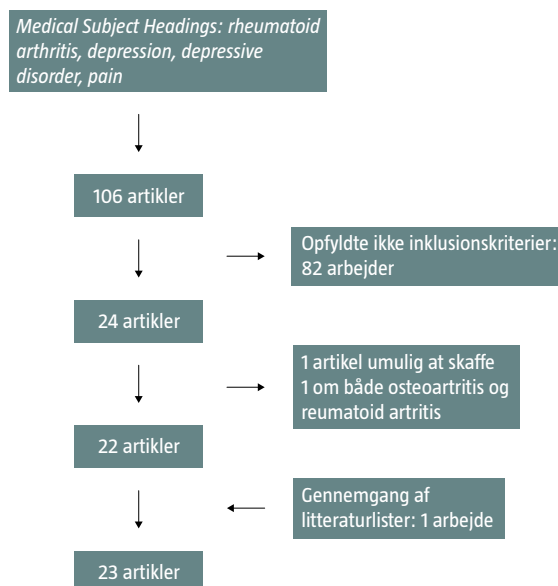 Medical Subject Headings: rheumatoid
arthritis, depression, depressive
disorder, pain
106 artikler
Opfyldte ikke inklusionskriterier:
82 arbejder
24 artikler
1 artikel umulig at skaffe
1 om både osteoartritis og
reumatoid artritis
22 artikler
Gennemgang af
litteraturlister: 1 arbejde
23 artikler